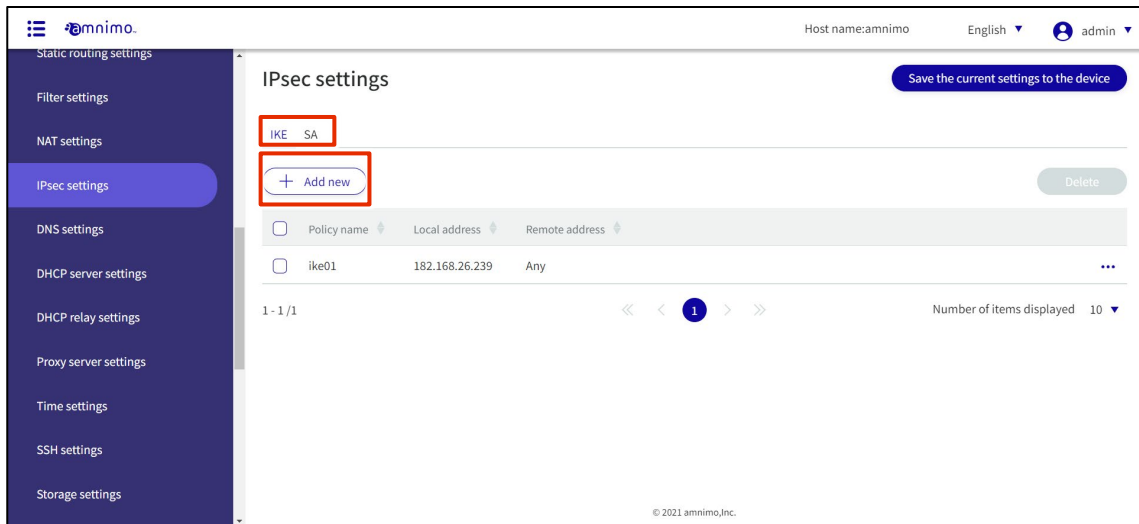 amnimo
Host name:amnimo
English
admin
Static routing settings
Filter settings
NAT settings
IPsec settings
DNS settings
DHCP server settings
DHCP relay settings
Proxy server settings
Time settings
SSH settings
Storage settings
IPsec settings
Save the current settings to the device
IKE SA
+ Add new
Delete
Policy name Local address Remote address
ike01 182.168.26.239 Any
1 - 1 /1
1
Number of items displayed 10
© 2021 amnimo,Inc.